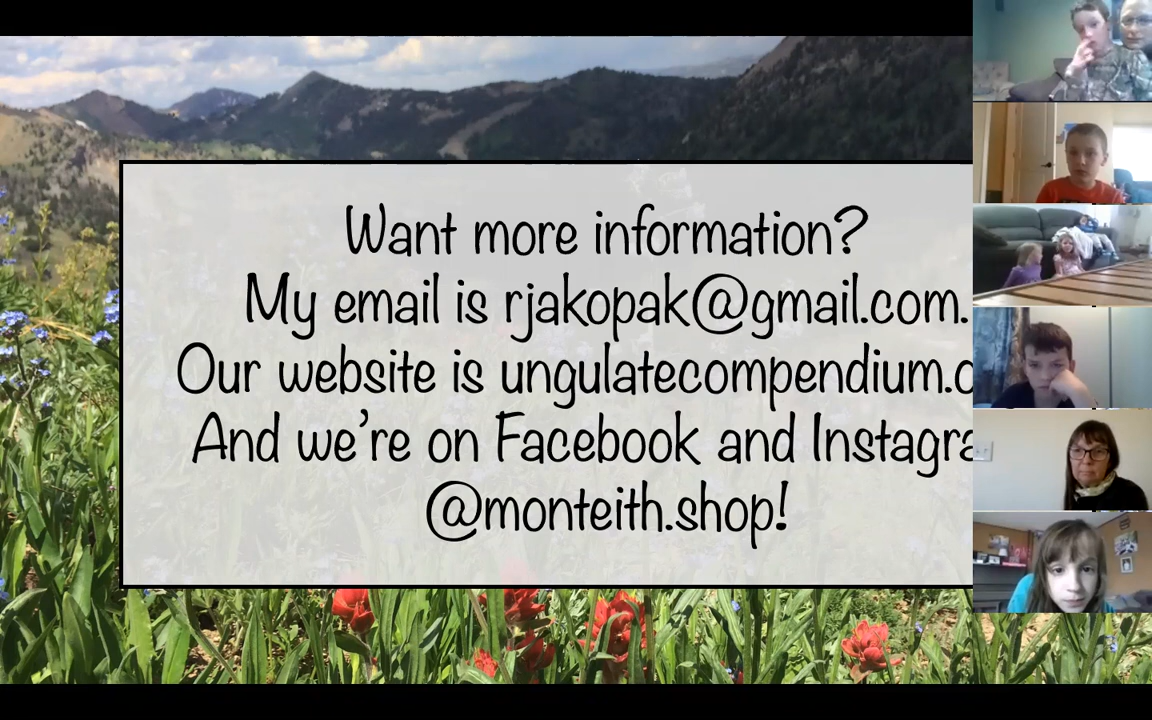 Want more information?
My email is rjakopak@gmail.com.
Our website is ungulatecompendium.
And we're on Facebook and
@monteith.shop!